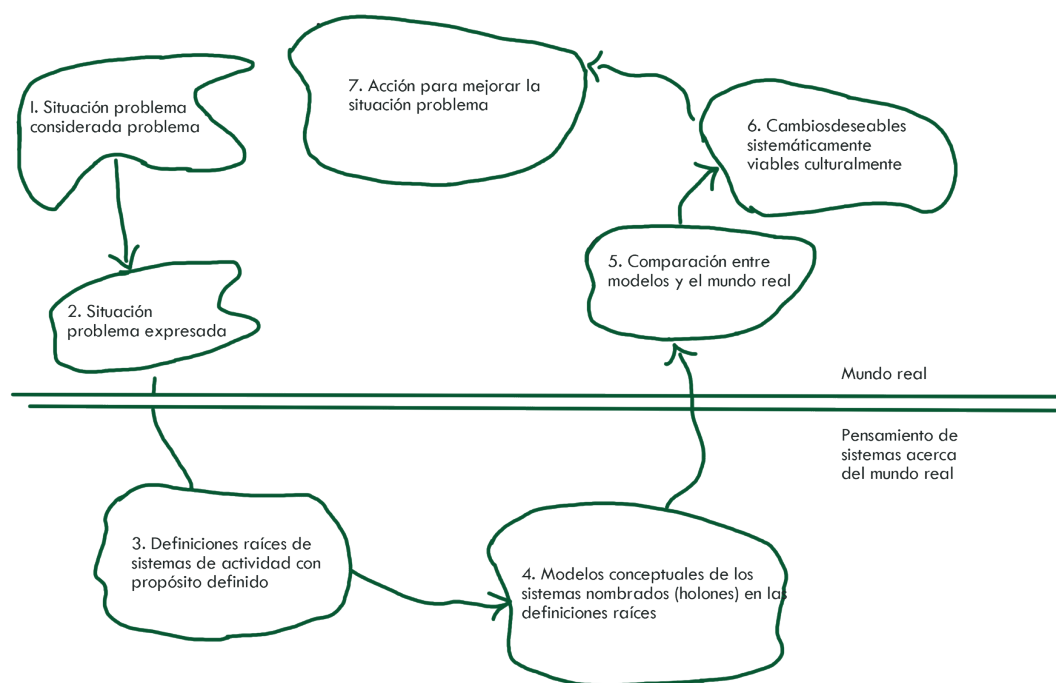 1. Situación problema
considerada problema
2. Situación
problema expresada
3. Definiciones raíces de
sistemas de actividad con
propósito definido
4. Modelos conceptuales de los
sistemas nombrados (holones) en las
definiciones raíces
5. Comparación entre
modelos y el mundo real
6. Cambiosdeseables
sistemáticamente
viables culturalmente
7. Acción para mejorar la
situación problema
Mundo real
Pensamiento de
sistemas acerca
del mundo real